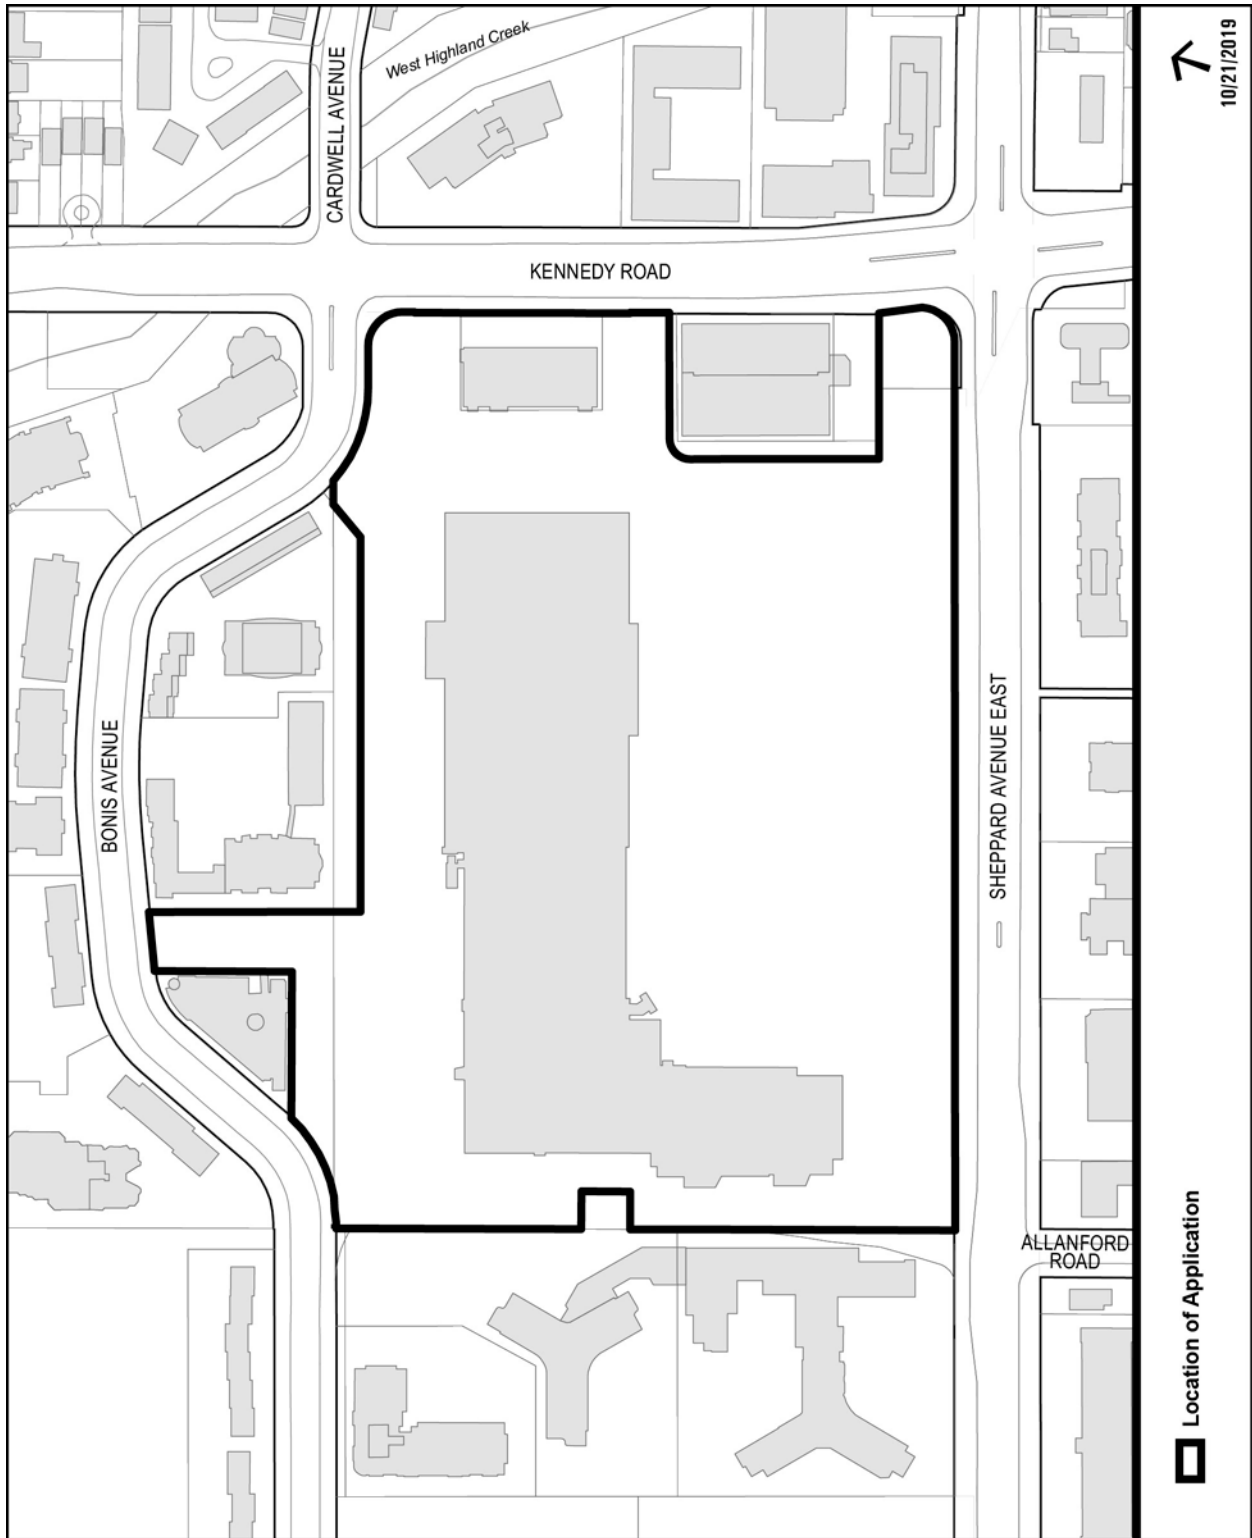 West Highland Creek
CARDWELL AVENUE
KENNEDY ROAD
BONIS AVENUE
SHEPPARD AVENUE EAST
ALLANFORD
ROAD
Location of Application
10/21/2019